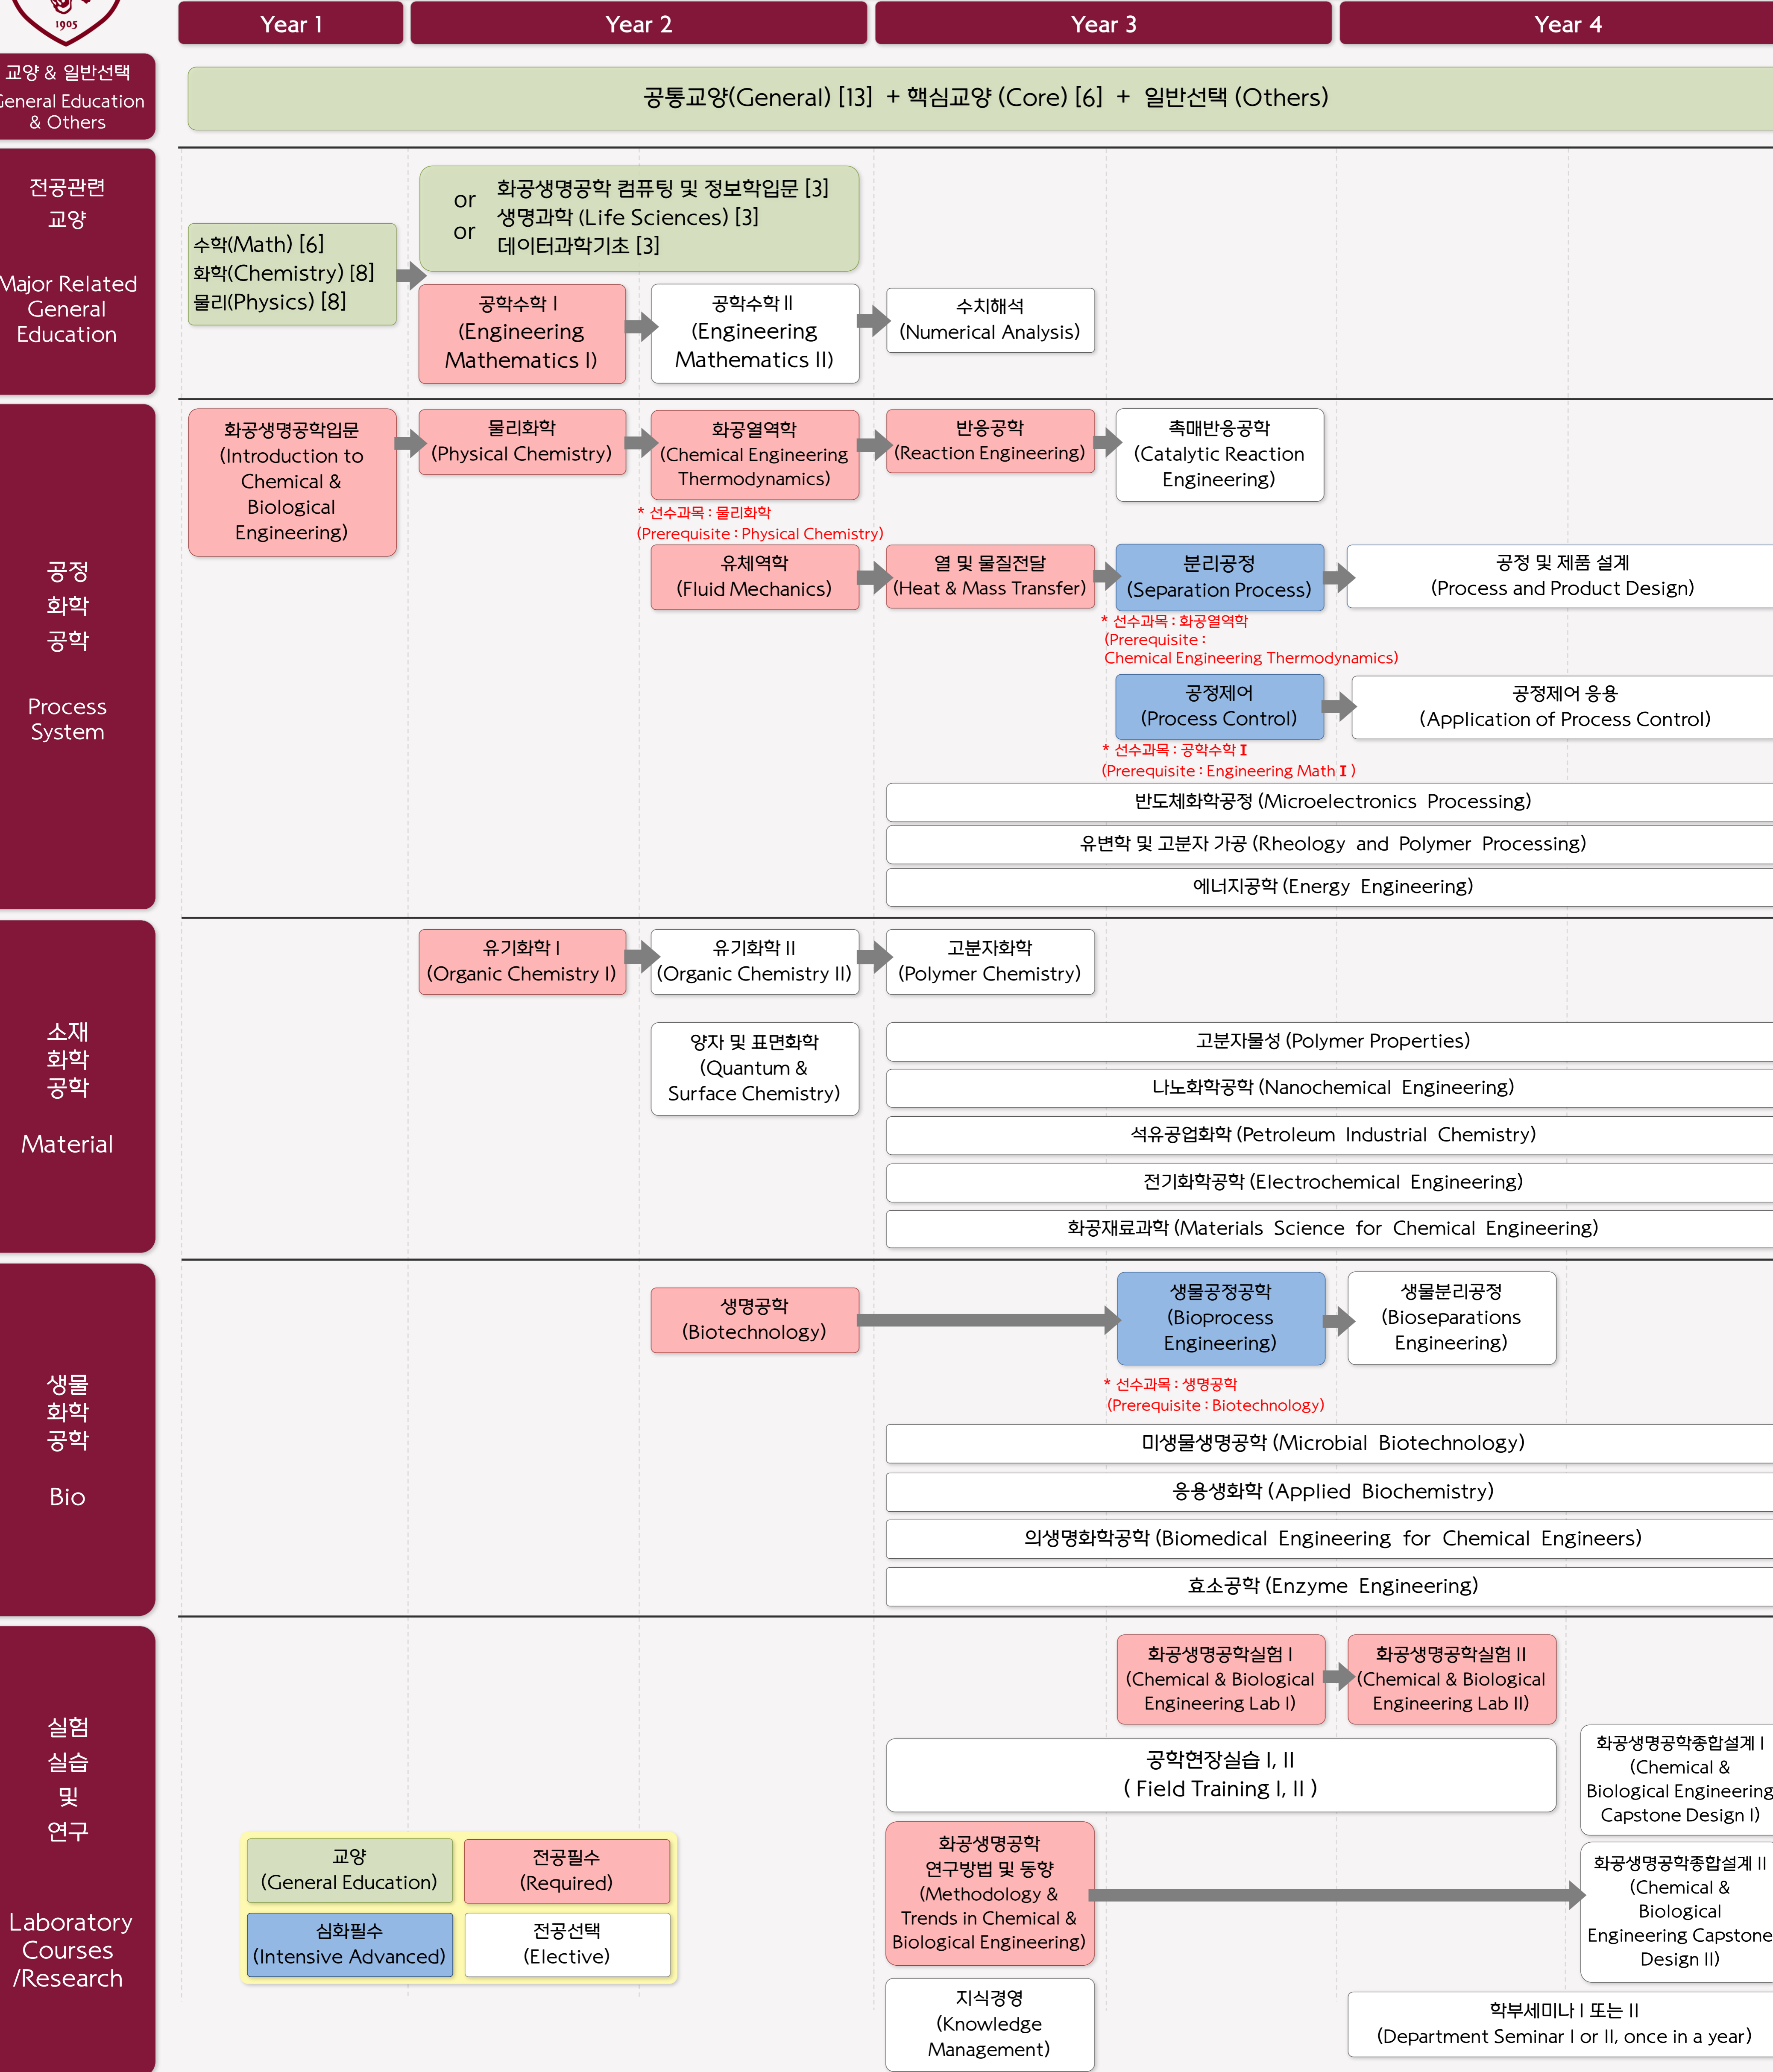 1905
Year 1
Year 2
Year 3
Year 4
교양 & 일반선택
General Education
& Others
공통교양(General) [13] + 핵심교양 (Core) [6] + 일반선택 (Others)
전공관련
교양
Major Related
General
Education
수학(Math) [6]
화학(Chemistry) [8]
물리(Physics) [8]
or 화공생명공학 컴퓨팅 및 정보학입문 [3]
or 생명과학 (Life Sciences) [3]
데이터과학기초 [3]
공학수학 I
(Engineering
Mathematics I)
공학수학 II
(Engineering
Mathematics II)
수치해석
(Numerical Analysis)
공정
화학
공학
Process
System
화공생명공학입문
(Introduction to
Chemical &
Biological
Engineering)
물리화학
(Physical Chemistry)
화공열역학
(Chemical Engineering
Thermodynamics)
* 선수과목 : 물리화학
(Prerequisite : Physical Chemistry)
반응공학
(Reaction Engineering)
촉매반응공학
(Catalytic Reaction
Engineering)
유체역학
(Fluid Mechanics)
열 및 물질전달
(Heat & Mass Transfer)
분리공정
(Separation Process)
* 선수과목 : 화공열역학
(Prerequisite :
Chemical Engineering Thermodynamics)
공정 및 제품 설계
(Process and Product Design)
공정제어
(Process Control)
* 선수과목 : 공학수학 I
(Prerequisite : Engineering Math I )
공정제어 응용
(Application of Process Control)
반도체화학공정 (Microelectronics Processing)
유변학 및 고분자 가공 (Rheology and Polymer Processing)
에너지공학 (Energy Engineering)
소재
화학
공학
Material
유기화학 I
(Organic Chemistry I)
유기화학 II
(Organic Chemistry II)
고분자화학
(Polymer Chemistry)
양자 및 표면화학
(Quantum &
Surface Chemistry)
고분자물성 (Polymer Properties)
나노화학공학 (Nanochemical Engineering)
석유공업화학 (Petroleum Industrial Chemistry)
전기화학공학 (Electrochemical Engineering)
화공재료과학 (Materials Science for Chemical Engineering)
생물
화학
공학
Bio
생명공학
(Biotechnology)
생물공정공학
(Bioprocess
Engineering)
* 선수과목 : 생명공학
(Prerequisite : Biotechnology)
생물분리공정
(Bioseparations
Engineering)
미생물생명공학 (Microbial Biotechnology)
응용생화학 (Applied Biochemistry)
의생명화학공학 (Biomedical Engineering for Chemical Engineers)
효소공학 (Enzyme Engineering)
실험
실습
및
연구
Laboratory
Courses
/Research
화공생명공학실험 I
(Chemical & Biological
Engineering Lab I)
화공생명공학실험 II
(Chemical & Biological
Engineering Lab II)
공학현장실습 I, II
( Field Training I, II )
화공생명공학종합설계 I
(Chemical &
Biological Engineering
Capstone Design I)
화공생명공학
연구방법 및 동향
(Methodology &
Trends in Chemical &
Biological Engineering)
화공생명공학종합설계 II
(Chemical &
Biological
Engineering Capstone
Design II)
지식경영
(Knowledge
Management)
학부세미나 I 또는 II
(Department Seminar I or II, once in a year)
교양
(General Education)
전공필수
(Required)
심화필수
(Intensive Advanced)
전공선택
(Elective)